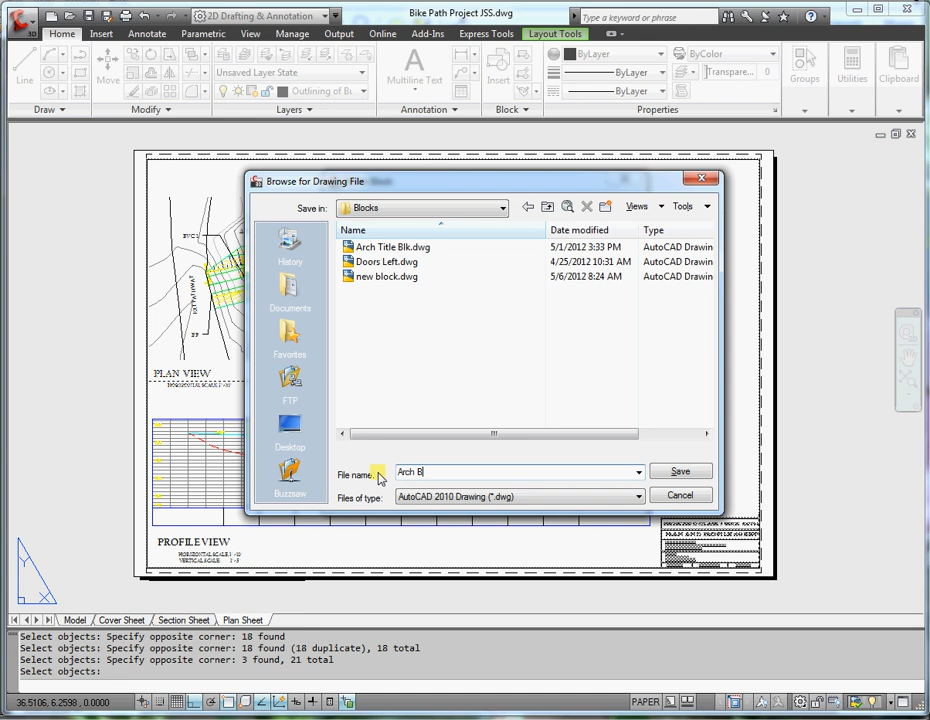 2D Drafting & Annotation
Bike Path Project JSS.dwg
Type a keyword or phrase
3D
Home Insert Annotate Parametric View Manage Output Online Add-Ins Express Tools Layout Tools
Line
Move
Unsaved Layer State
Outlining of B
Multiline Text
Insert
ByLayer
ByLayer
ByLayer
ByColor
Transpare... 0
Groups
Utilities
Clipboard
Draw
Modify
Layers
Annotation
Block
Properties
Browse for Drawing File
Save in: Blocks
Views Tools
Name Date modified Type
Arch Title Blk.dwg 5/1/2012 3:33 PM AutoCAD Drawin
Doors Left.dwg 4/25/2012 10:31 AM AutoCAD Drawin
new block.dwg 5/6/2012 8:24 AM AutoCAD Drawin
History
Documents
Favorites
FTP
Desktop
Buzzsaw
File name: Arch B
Save
Files of type: AutoCAD 2010 Drawing (*.dwg)
Cancel
PLAN VIEW
PROFILE VIEW
Y
X
Model Cover Sheet Section Sheet Plan Sheet
Select objects: Specify opposite corner: 18 found
Select objects: Specify opposite corner: 18 found (18 duplicate), 18 total
Select objects: Specify opposite corner: 3 found, 21 total
Select objects:
36.5106, 6.2598, 0.0000
PAPER